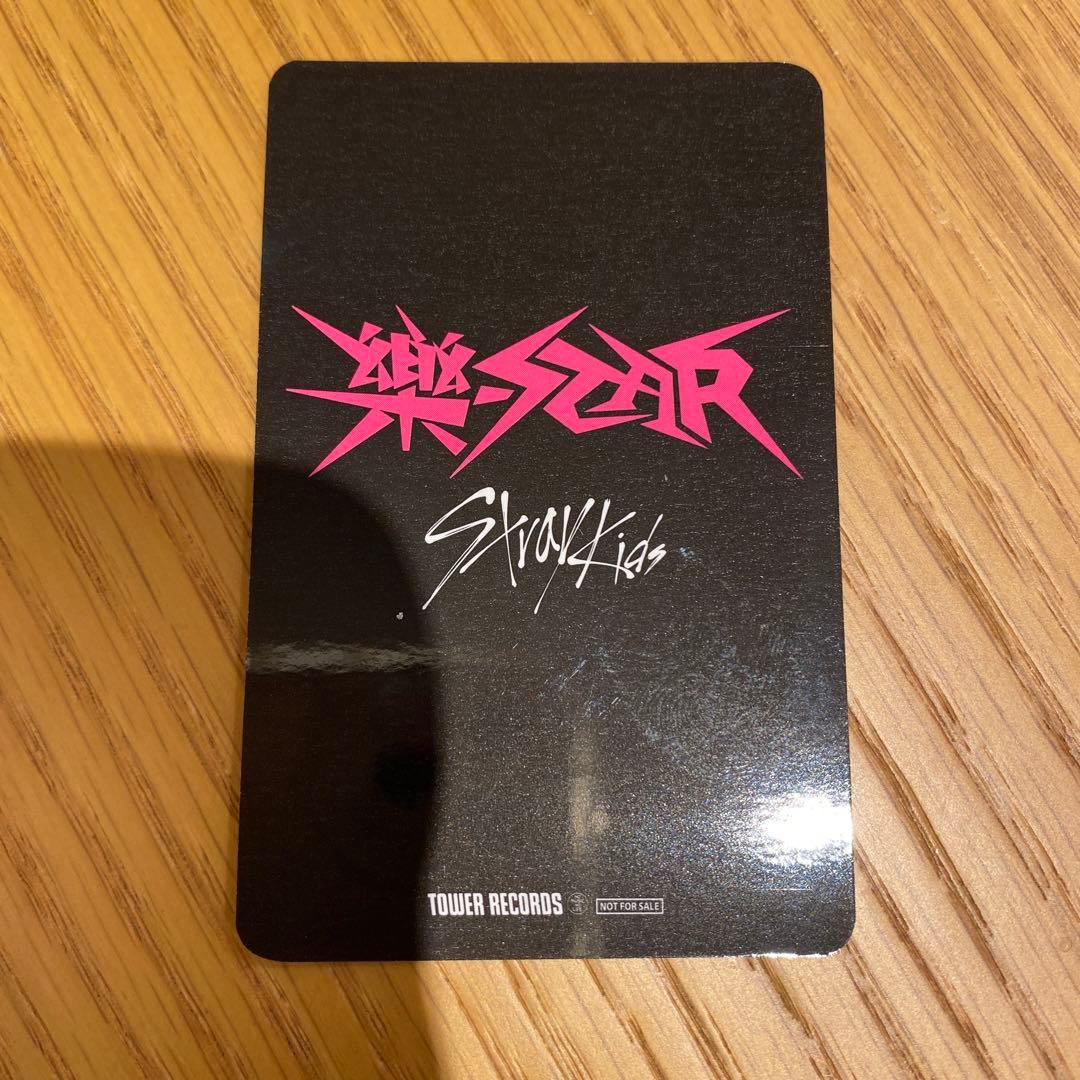 樂-STAR
Stray Kids
TOWER RECORDS NOT FOR SALE